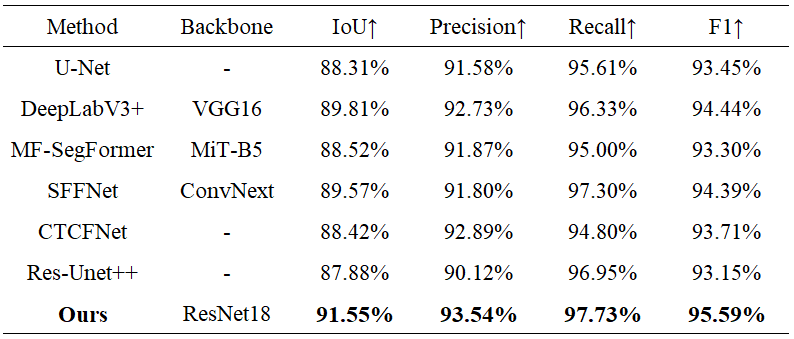 Method Backbone IoU↑ Precision↑ Recall↑ F1↑
U-Net - 88.31% 91.58% 95.61% 93.45%
DeepLabV3+ VGG16 89.81% 92.73% 96.33% 94.44%
MF-SegFormer MiT-B5 88.52% 91.87% 95.00% 93.30%
SFFNet ConvNext 89.57% 91.80% 97.30% 94.39%
CTCFNet - 88.42% 92.89% 94.80% 93.71%
Res-Unet++ - 87.88% 90.12% 96.95% 93.15%
Ours ResNet18 91.55% 93.54% 97.73% 95.59%